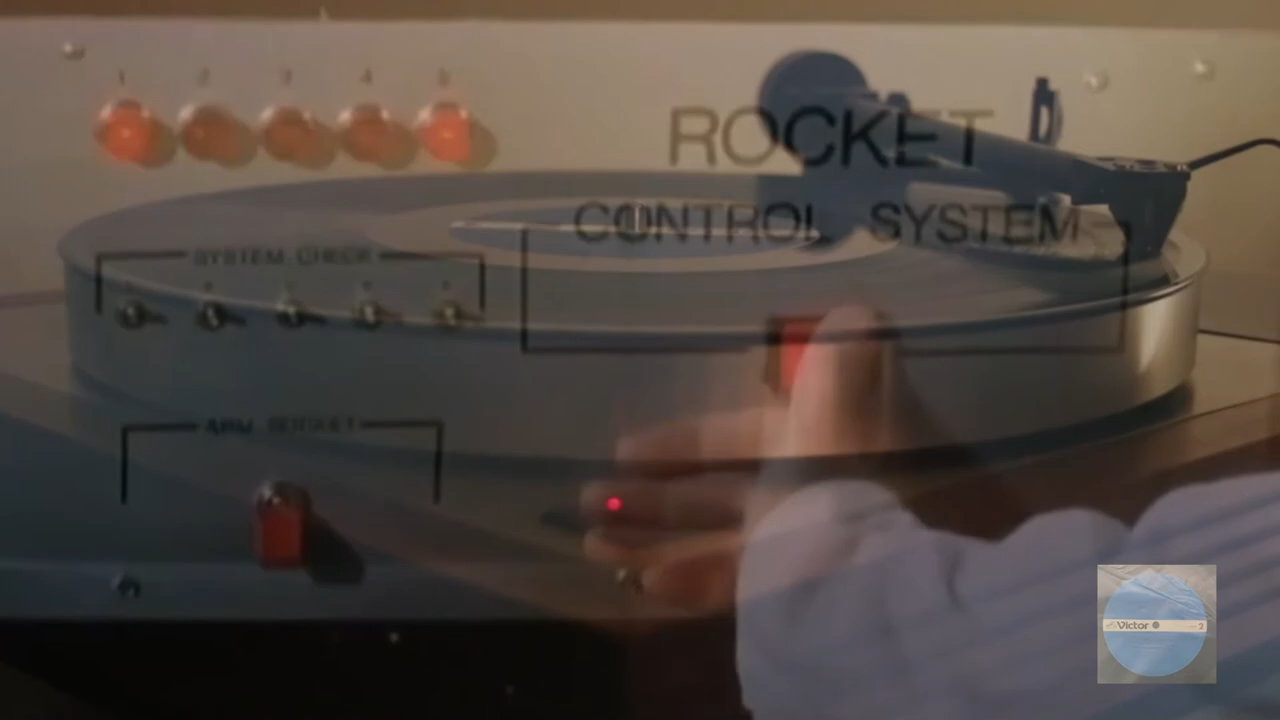 1 2 3 4 5
ROCKET
CONTROL SYSTEM
SYSTEM CHECK
ARM ROCKET
Victor
2